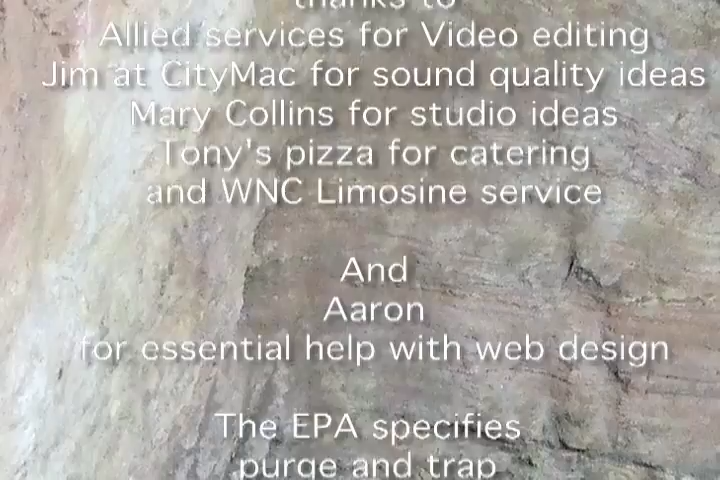 thanks to
Allied services for Video editing
Jim at CityMac for sound quality ideas
Mary Collins for studio ideas
Tony's pizza for catering
and WNC Limosine service
And
Aaron
for essential help with web design
The EPA specifies
purge and trap